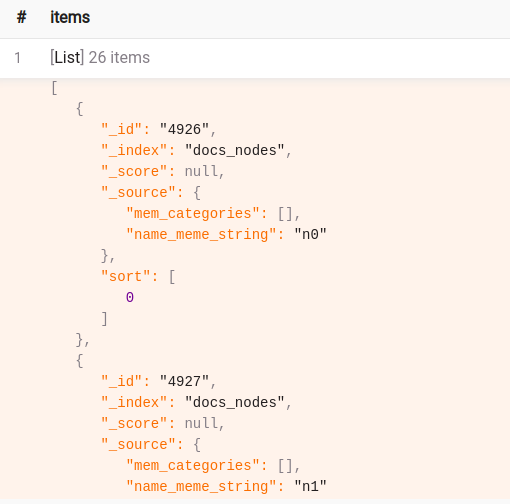 # items
1 [List] 26 items
[
{
"_id": "4926",
"_index": "docs_nodes",
"_score": null,
"_source": {
"mem_categories": [],
"name_meme_string": "n0"
},
"sort": [
0
]
},
{
"_id": "4927",
"_index": "docs_nodes",
"_score": null,
"_source": {
"mem_categories": [],
"name_meme_string": "n1"